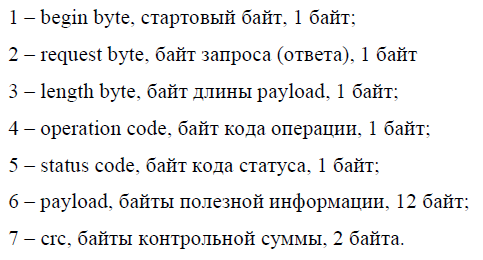 1 – begin byte, стартовый байт, 1 байт;
2 – request byte, байт запроса (ответа), 1 байт
3 – length byte, байт длины payload, 1 байт;
4 – operation code, байт кода операции, 1 байт;
5 – status code, байт кода статуса, 1 байт;
6 – payload, байты полезной информации, 12 байт;
7 – crc, байты контрольной суммы, 2 байта.